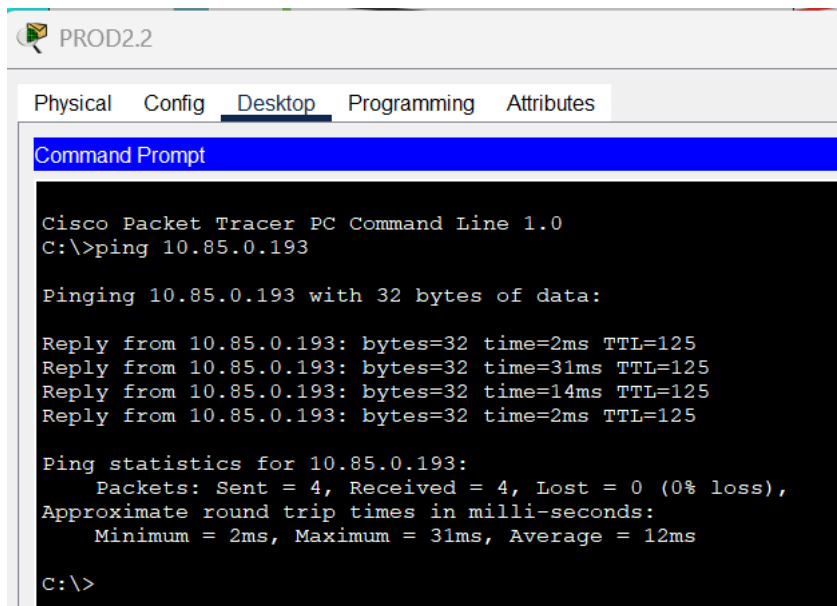 PROD2.2
Physical Config Desktop Programming Attributes
Command Prompt
Cisco Packet Tracer PC Command Line 1.0
C:\>ping 10.85.0.193
Pinging 10.85.0.193 with 32 bytes of data:
Reply from 10.85.0.193: bytes=32 time=2ms TTL=125
Reply from 10.85.0.193: bytes=32 time=31ms TTL=125
Reply from 10.85.0.193: bytes=32 time=14ms TTL=125
Reply from 10.85.0.193: bytes=32 time=2ms TTL=125
Ping statistics for 10.85.0.193:
Packets: Sent = 4, Received = 4, Lost = 0 (0% loss),
Approximate round trip times in milli-seconds:
Minimum = 2ms, Maximum = 31ms, Average = 12ms
C:\>